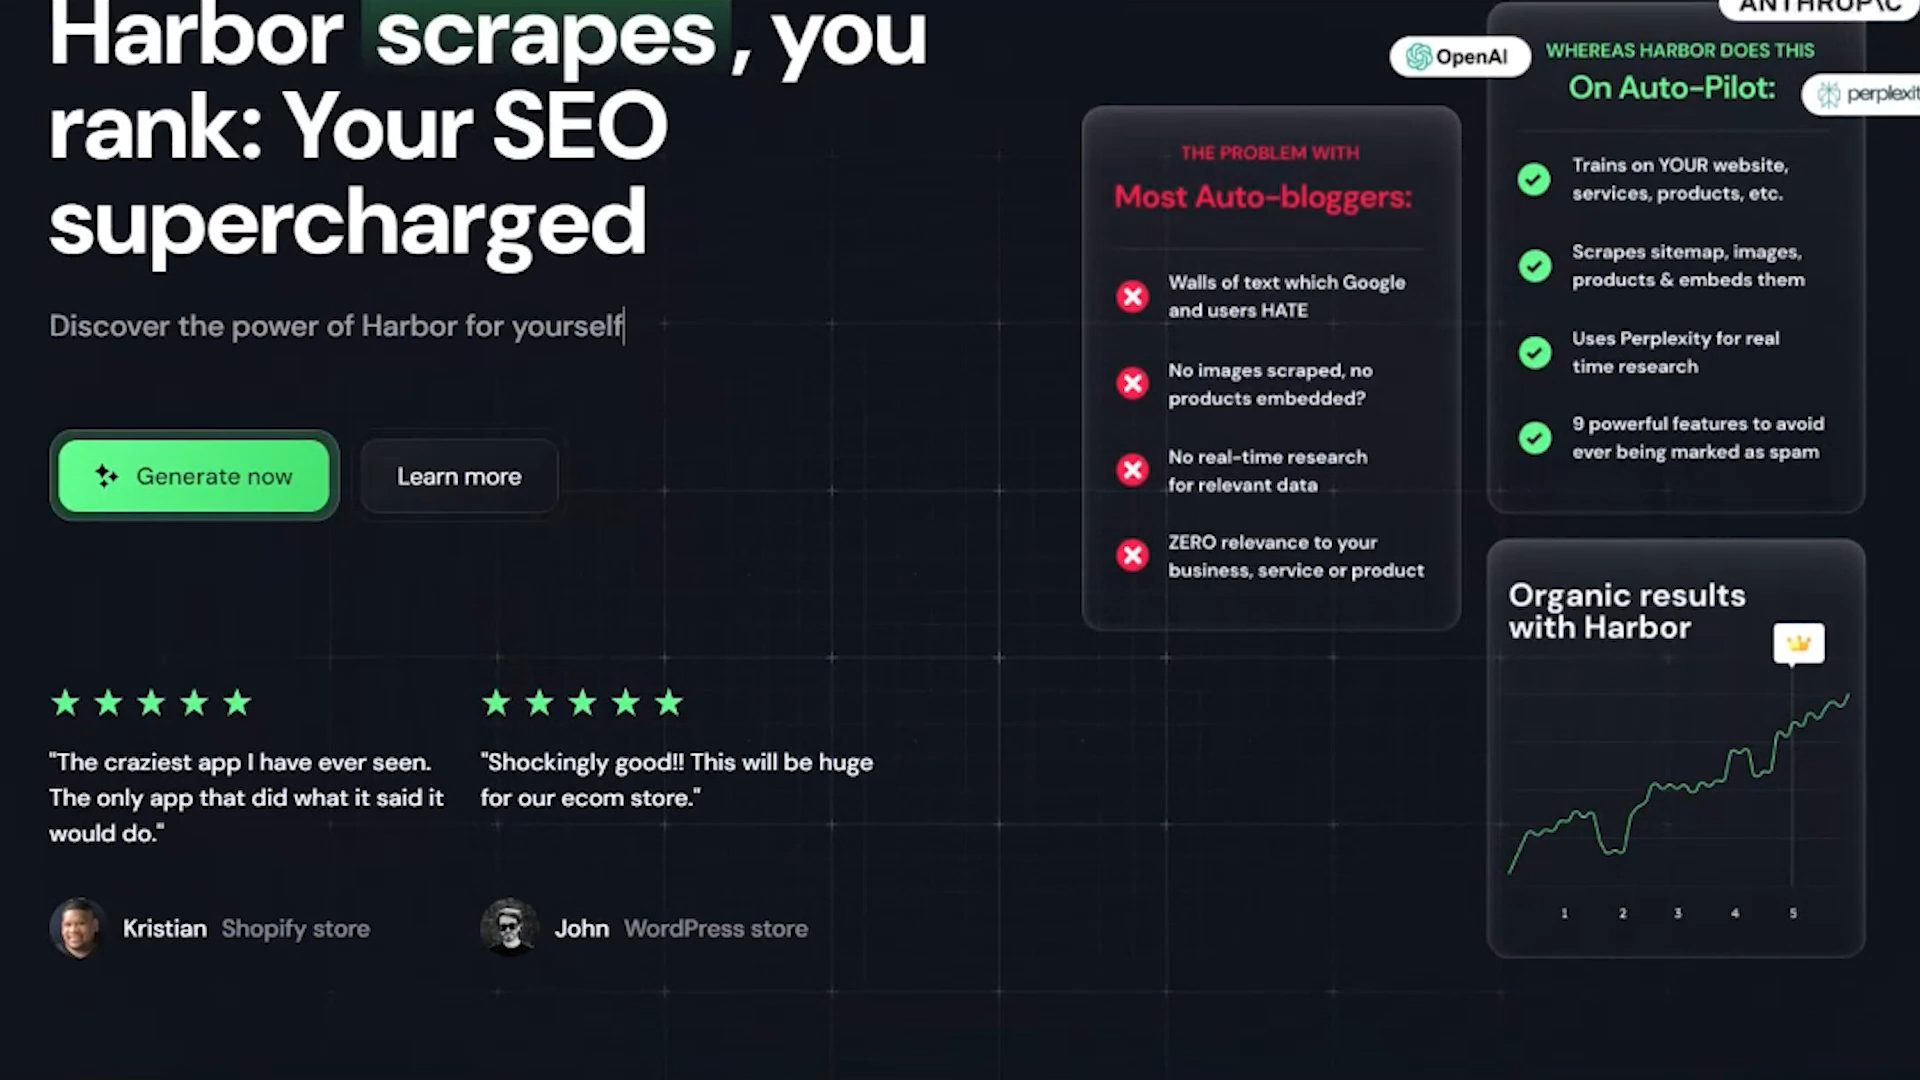 Harbor scrapes, you
rank: Your SEO
supercharged
Discover the power of Harbor for yourself
Generate now
Learn more
"The craziest app I have ever seen.
The only app that did what it said it
would do."
Kristian Shopify store
"Shockingly good!! This will be huge
for our ecom store."
John WordPress store
THE PROBLEM WITH
Most Auto-bloggers:
Walls of text which Google
and users HATE
No images scraped, no
products embedded?
No real-time research
for relevant data
ZERO relevance to your
business, service or product
ANTHROP\C
OpenAI
WHEREAS HARBOR DOES THIS
On Auto-Pilot:
perplexit
Trains on YOUR website,
services, products, etc.
Scrapes sitemap, images,
products & embeds them
Uses Perplexity for real
time research
9 powerful features to avoid
ever being marked as spam
Organic results
with Harbor
1 2 3 4 5